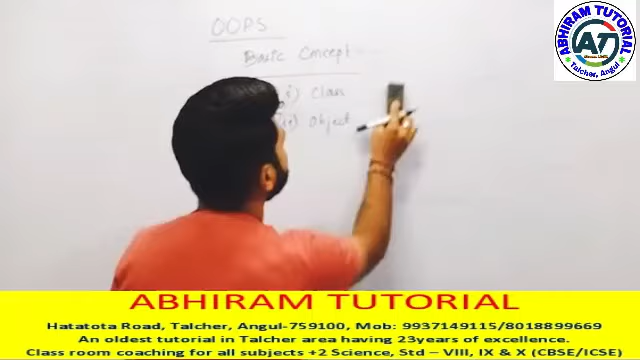 OOPS
Basic Concept
i) Class
ii) Object
ABHIRAM TUTORIAL
AT
Talcher, Angul
ABHIRAM TUTORIAL
Hatatota Road, Talcher, Angul-759100, Mob: 9937149115/8018899669
An oldest tutorial in Talcher area having 23years of excellence.
Class room coaching for all subjects +2 Science, Std – VIII, IX & X (CBSE/ICSE)